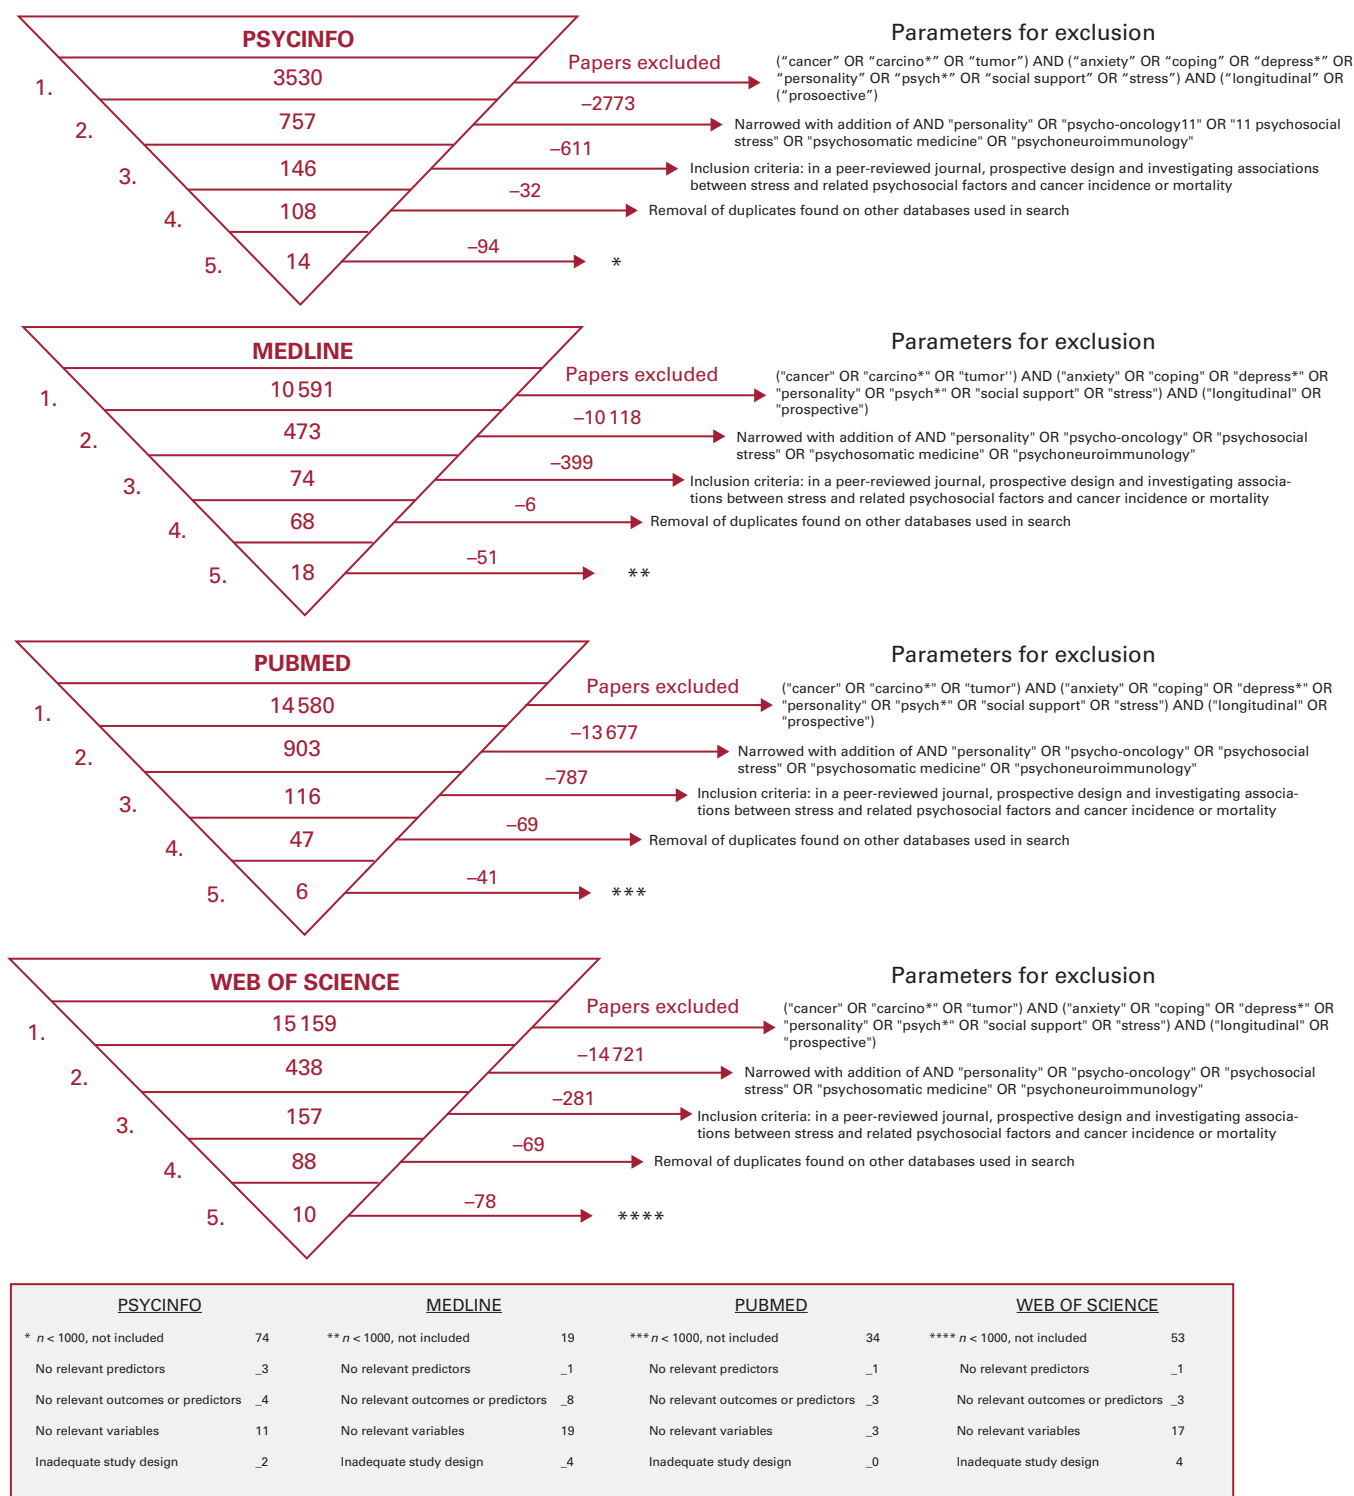 PSYCINFO
Parameters for exclusion
1.
3530
Papers excluded
("cancer" OR “carcino*” OR “tumor”) AND (“anxiety” OR “coping” OR “depress*” OR
“personality” OR “psych*” OR “social support” OR “stress”) AND (“longitudinal” OR
(“prosoective”)
2.
757
–2773
Narrowed with addition of AND "personality" OR "psycho-oncology11" OR "11 psychosocial
stress" OR "psychosomatic medicine" OR "psychoneuroimmunology"
3.
146
–611
Inclusion criteria: in a peer-reviewed journal, prospective design and investigating associations
between stress and related psychosocial factors and cancer incidence or mortality
4.
108
–32
Removal of duplicates found on other databases used in search
5.
14
–94
*
MEDLINE
Parameters for exclusion
1.
10 591
Papers excluded
("cancer" OR "carcino*" OR "tumor'') AND ("anxiety" OR "coping" OR "depress*" OR
"personality" OR "psych*" OR "social support" OR "stress") AND ("longitudinal" OR
"prospective")
2.
473
–10 118
Narrowed with addition of AND "personality" OR "psycho-oncology" OR "psychosocial
stress" OR "psychosomatic medicine" OR "psychoneuroimmunology"
3.
74
–399
Inclusion criteria: in a peer-reviewed journal, prospective design and investigating associa-
tions between stress and related psychosocial factors and cancer incidence or mortality
4.
68
–6
Removal of duplicates found on other databases used in search
5.
18
–51
**
PUBMED
Parameters for exclusion
1.
14 580
Papers excluded
("cancer" OR "carcino*" OR "tumor") AND ("anxiety" OR "coping" OR "depress*" OR
"personality" OR "psych*" OR "social support" OR "stress") AND ("longitudinal" OR
"prospective")
2.
903
–13 677
Narrowed with addition of AND "personality" OR "psycho-oncology" OR "psychosocial
stress" OR "psychosomatic medicine" OR "psychoneuroimmunology"
3.
116
–787
Inclusion criteria: in a peer-reviewed journal, prospective design and investigating associa-
tions between stress and related psychosocial factors and cancer incidence or mortality
4.
47
–69
Removal of duplicates found on other databases used in search
5.
6
–41
***
WEB OF SCIENCE
Parameters for exclusion
1.
15 159
Papers excluded
("cancer" OR "carcino*" OR "tumor") AND ("anxiety" OR "coping" OR "depress*" OR
"personality" OR "psych*" OR "social support" OR "stress") AND ("longitudinal" OR
"prospective")
2.
438
–14 721
Narrowed with addition of AND "personality" OR "psycho-oncology" OR "psychosocial
stress" OR "psychosomatic medicine" OR "psychoneuroimmunology"
3.
157
–281
Inclusion criteria: in a peer-reviewed journal, prospective design and investigating associa-
tions between stress and related psychosocial factors and cancer incidence or mortality
4.
88
–69
Removal of duplicates found on other databases used in search
5.
10
–78
****
PSYCINFO MEDLINE PUBMED WEB OF SCIENCE
* n < 1000, not included 74 ** n < 1000, not included 19 *** n < 1000, not included 34 **** n < 1000, not included 53
No relevant predictors _3 No relevant predictors _1 No relevant predictors _1 No relevant predictors _1
No relevant outcomes or predictors _4 No relevant outcomes or predictors _8 No relevant outcomes or predictors _3 No relevant outcomes or predictors _3
No relevant variables 11 No relevant variables 19 No relevant variables _3 No relevant variables 17
Inadequate study design _2 Inadequate study design _4 Inadequate study design _0 Inadequate study design 4